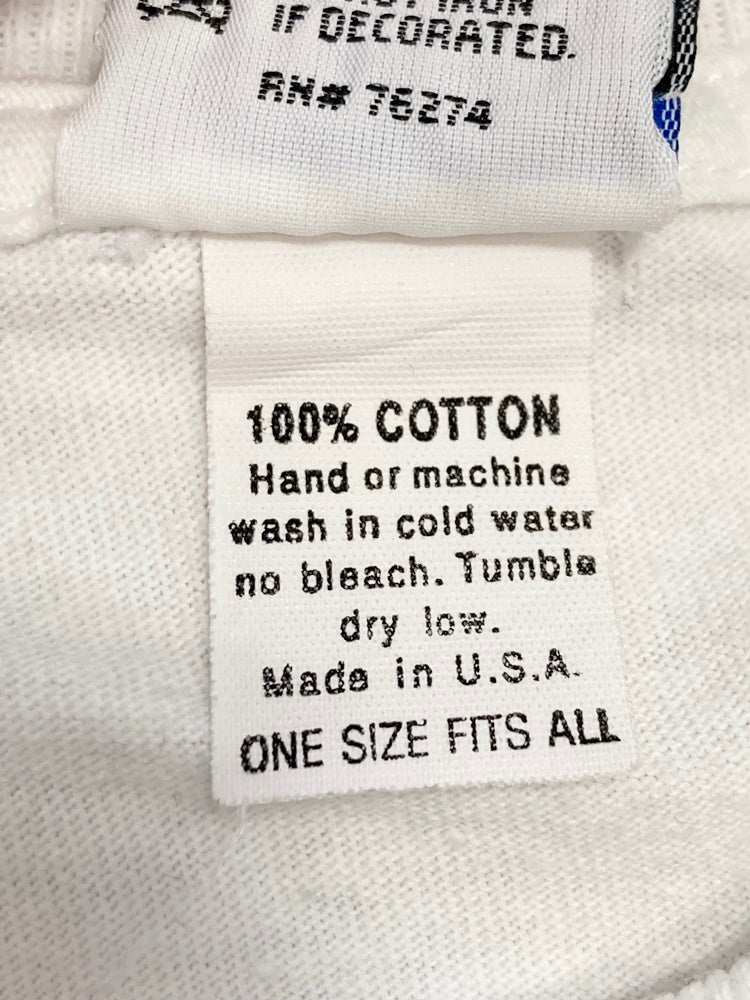 IRON
IF DECORATED.
RN# 76274
100% COTTON
Hand or machine
wash in cold water
no bleach. Tumble
dry low.
Made in U.S.A.
ONE SIZE FITS ALL